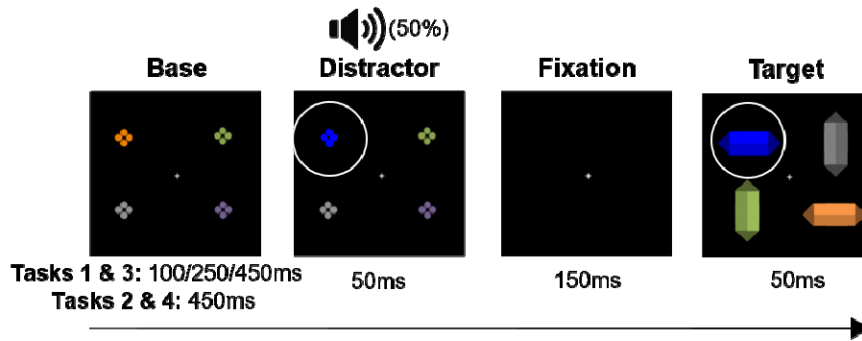 (50%)
Base Distractor Fixation Target
Tasks 1 & 3: 100/250/450ms 50ms 150ms 50ms
Tasks 2 & 4: 450ms